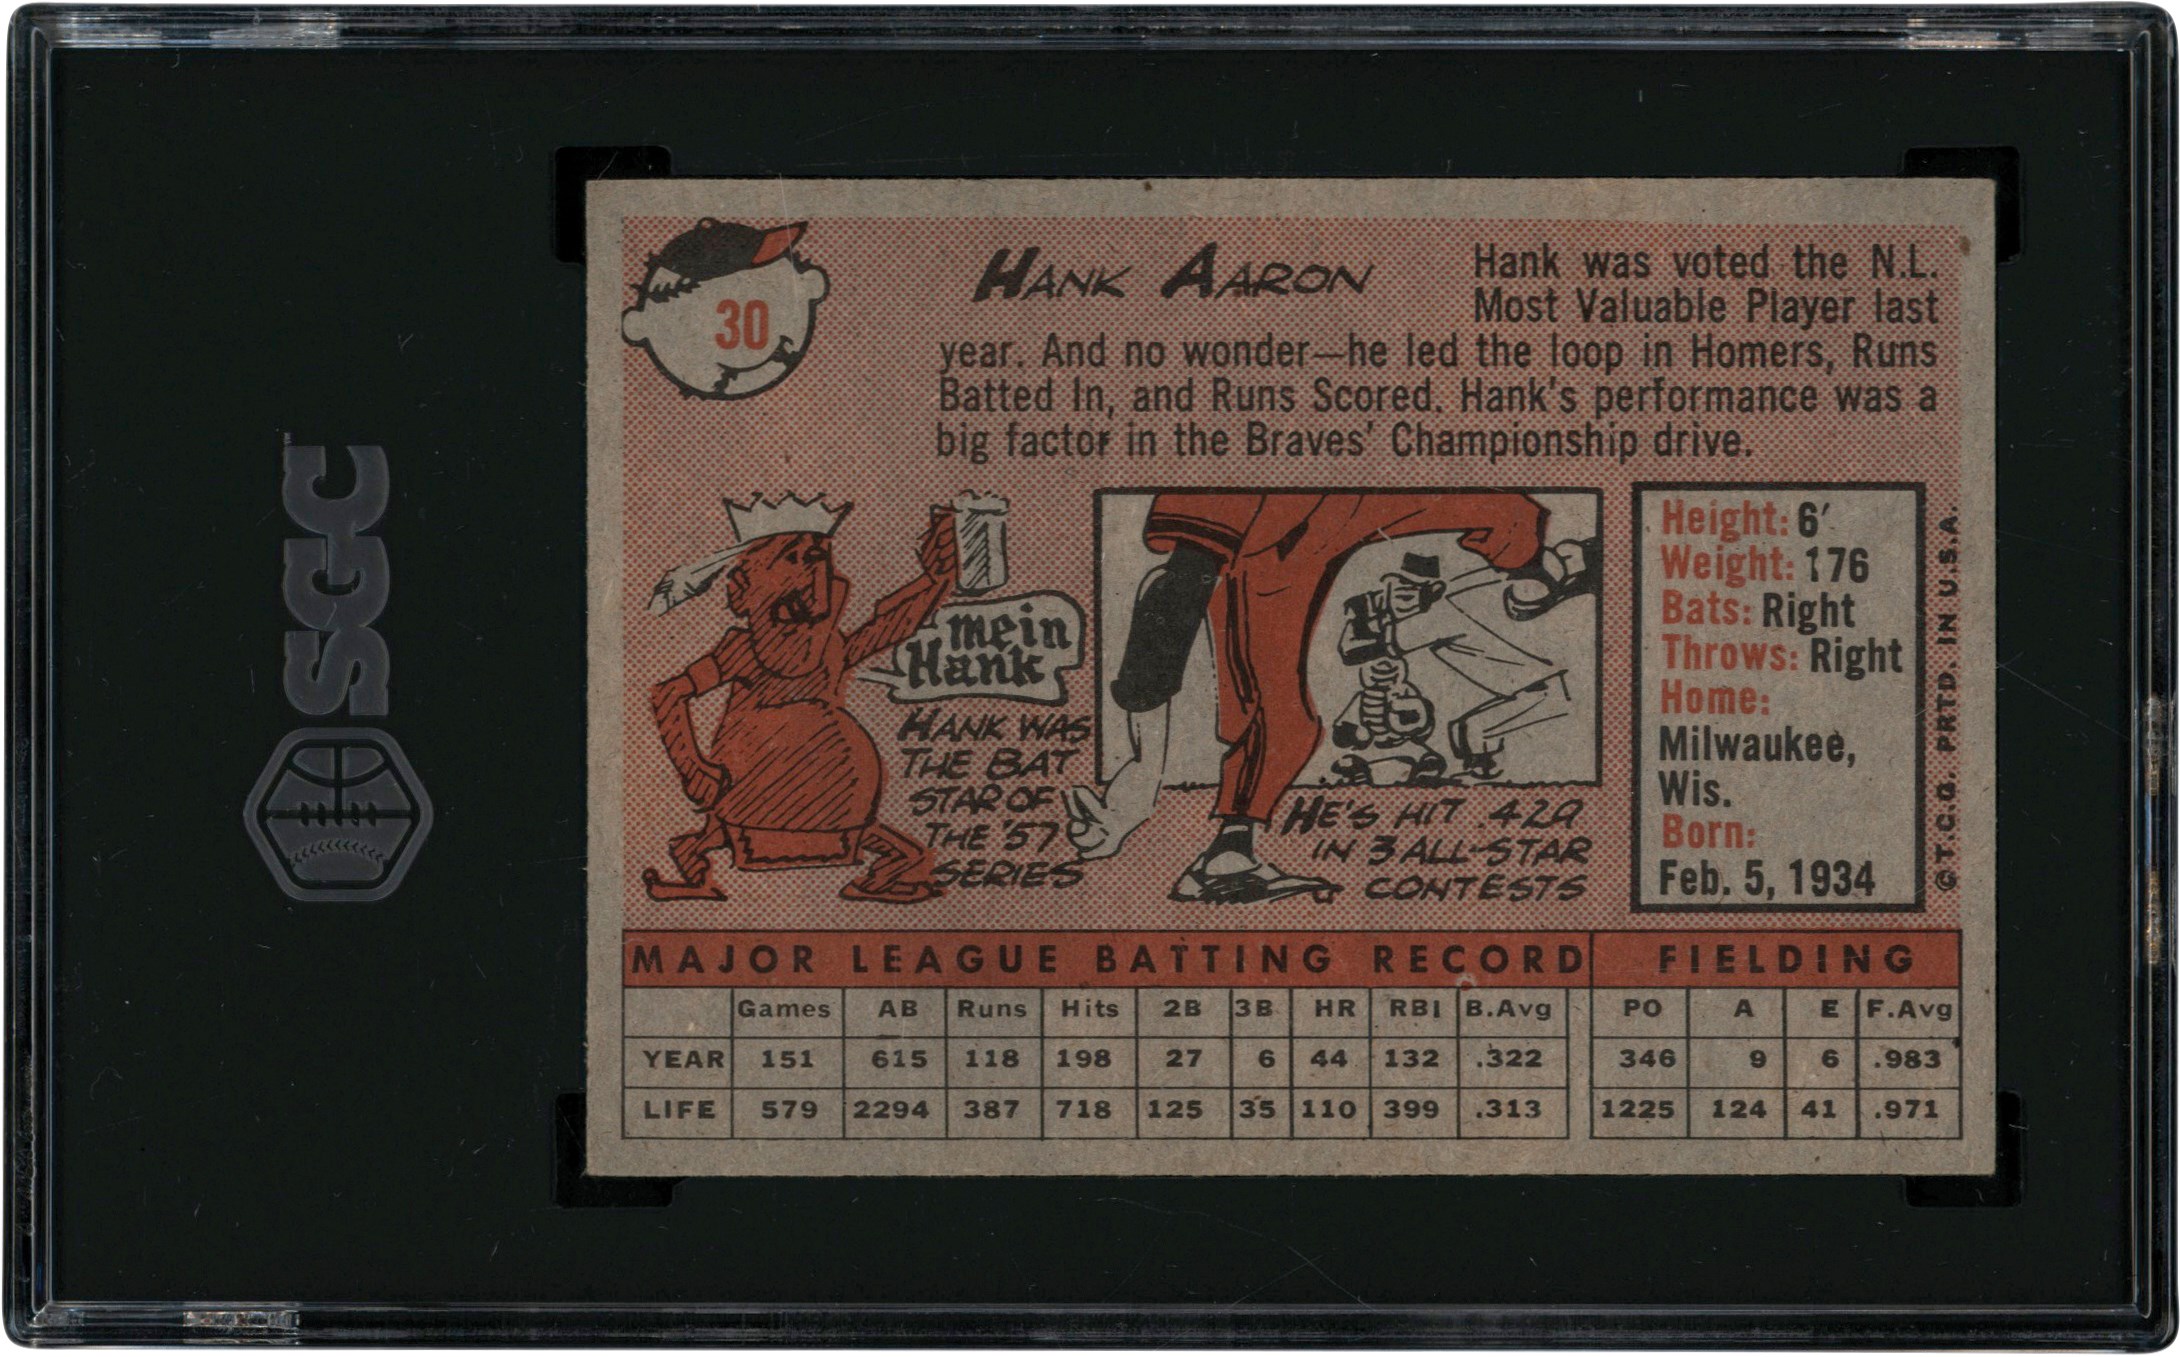 SGC
30
Hank Aaron
Hank was voted the N.L.
Most Valuable Player last
year. And no wonder—he led the loop in Homers, Runs
Batted In, and Runs Scored. Hank's performance was a
big factor in the Braves' Championship drive.
mein
Hank
HANK WAS
THE BAT
STAR OF
THE '57
SERIES
HE'S HIT .429
IN 3 ALL-STAR
CONTESTS
Height: 6'
Weight: 176
Bats: Right
Throws: Right
Home:
Milwaukee,
Wis.
Born:
Feb. 5, 1934
© T.C.G. PRTD. IN U.S.A.
MAJOR LEAGUE BATTING RECORD FIELDING
Games AB Runs Hits 2B 3B HR RBI B.Avg PO A E F.Avg
YEAR 151 615 118 198 27 6 44 132 .322 346 9 6 .983
LIFE 579 2294 387 718 125 35 110 399 .313 1225 124 41 .971